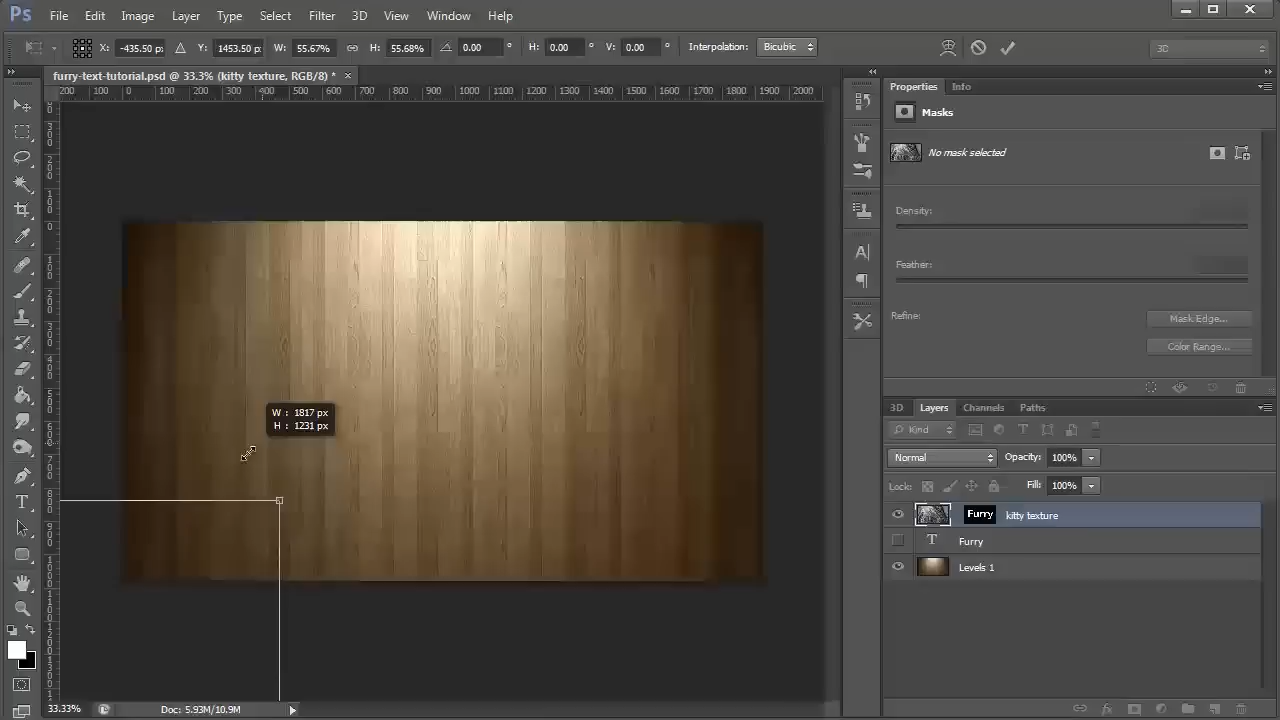 Ps File Edit Image Layer Type Select Filter 3D View Window Help
X: -435.50 px Y: 1453.50 px W: 55.67% H: 55.68% 0.00 ° H: 0.00 ° V: 0.00 ° Interpolation: Bicubic 3D
furry-text-tutorial.psd @ 33.3% (kitty texture, RGB/8) * ×
200 100 0 100 200 300 400 500 600 700 800 900 1000 1100 1200 1300 1400 1500 1600 1700 1800 1900 2000
Properties Info
Masks
No mask selected
Density:
Feather:
Refine: Mask Edge...
Color Range...
W : 1817 px
H : 1231 px
3D Layers Channels Paths
Kind
Normal Opacity: 100%
Lock: Fill: 100%
Furry kitty texture
T Furry
Levels 1
33.33% Doc: 5.93M/10.9M